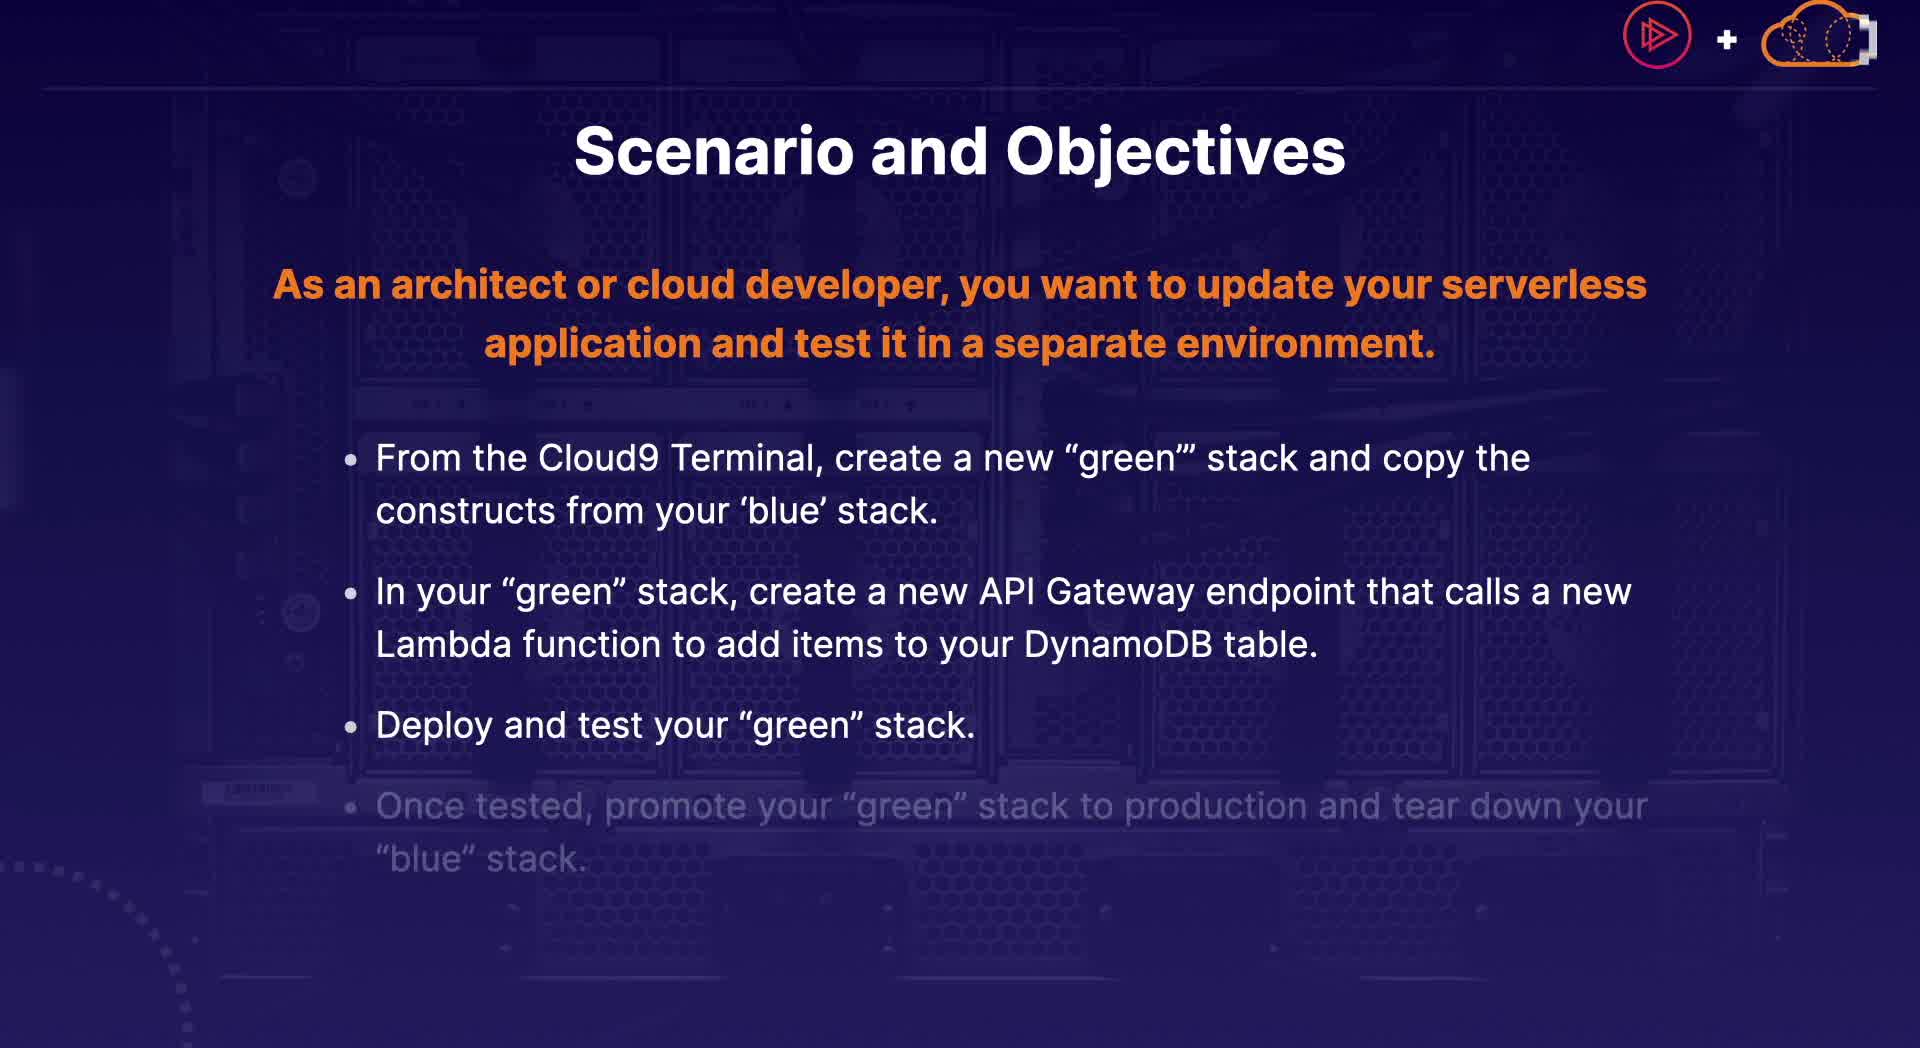 Scenario and Objectives
As an architect or cloud developer, you want to update your serverless
application and test it in a separate environment.
• From the Cloud9 Terminal, create a new “green”’ stack and copy the
constructs from your ‘blue’ stack.
• In your “green” stack, create a new API Gateway endpoint that calls a new
Lambda function to add items to your DynamoDB table.
• Deploy and test your “green” stack.
• Once tested, promote your “green” stack to production and tear down your
“blue” stack.